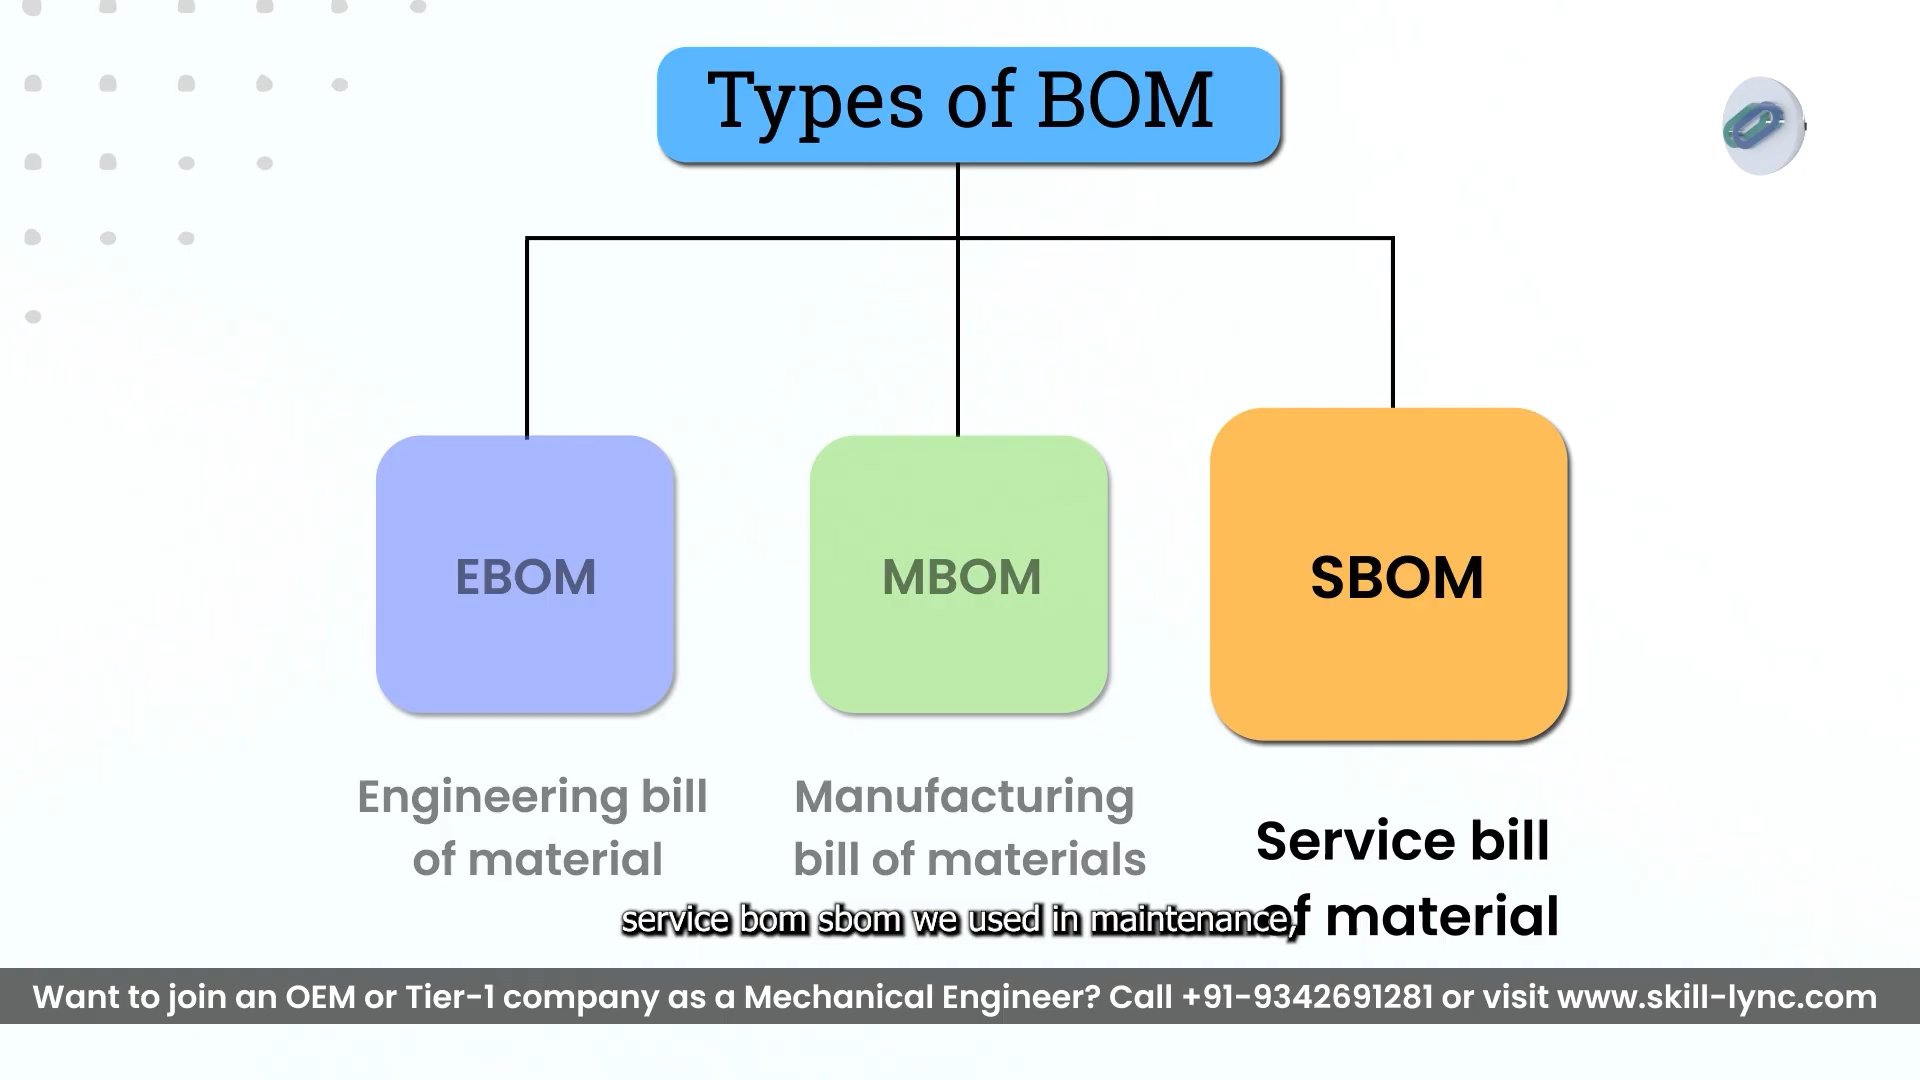 Types of BOM
EBOM
MBOM
SBOM
Engineering bill
of material
Manufacturing
bill of materials
Service bill
of material
service bom sbom we used in maintenance,
Want to join an OEM or Tier-1 company as a Mechanical Engineer? Call +91-9342691281 or visit www.skill-lync.com